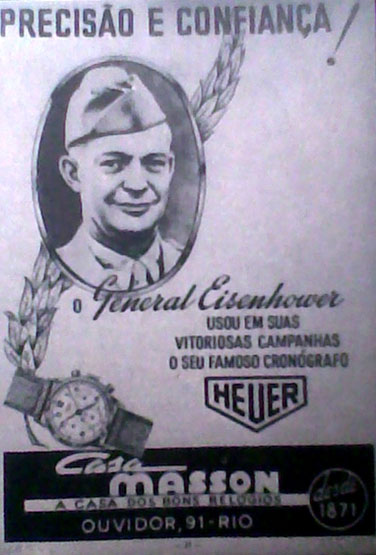 PRECISÃO E CONFIANÇA!
O General Eisenhower
USOU EM SUAS
VITORIOSAS CAMPANHAS
O SEU FAMOSO CRONÓGRAFO
HEUER
Casa
MASSON
A CASA DOS BONS RELOGIOS
OUVIDOR, 91-RIO
desde
1871